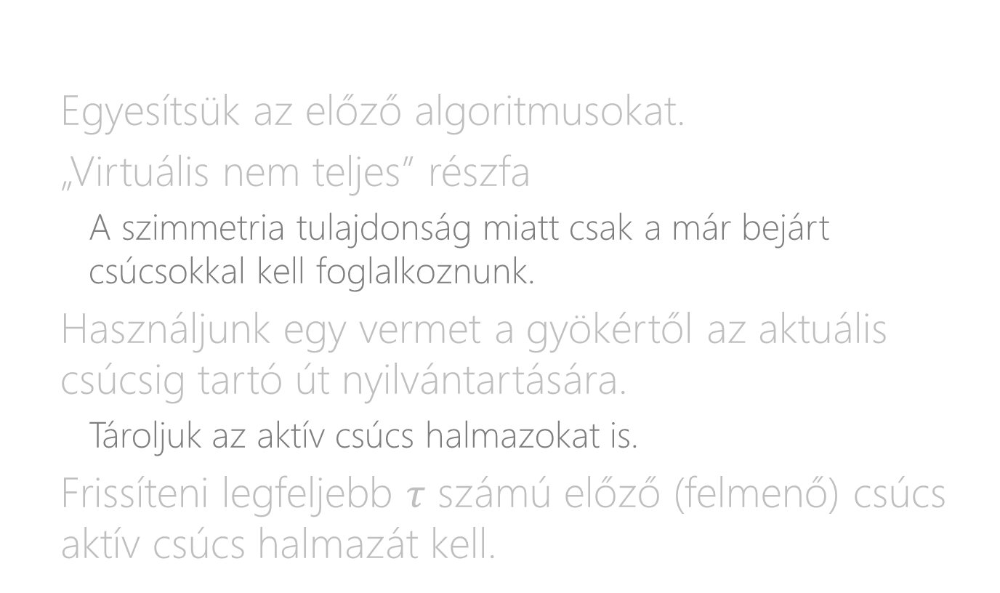 Egyesítsük az előző algoritmusokat.
„Virtuális nem teljes” részfa
A szimmetria tulajdonság miatt csak a már bejárt
csúcsokkal kell foglalkoznunk.
Használjunk egy vermet a gyökértől az aktuális
csúcsig tartó út nyilvántartására.
Tároljuk az aktív csúcs halmazokat is.
Frissíteni legfeljebb τ számú előző (felmenő) csúcs
aktív csúcs halmazát kell.